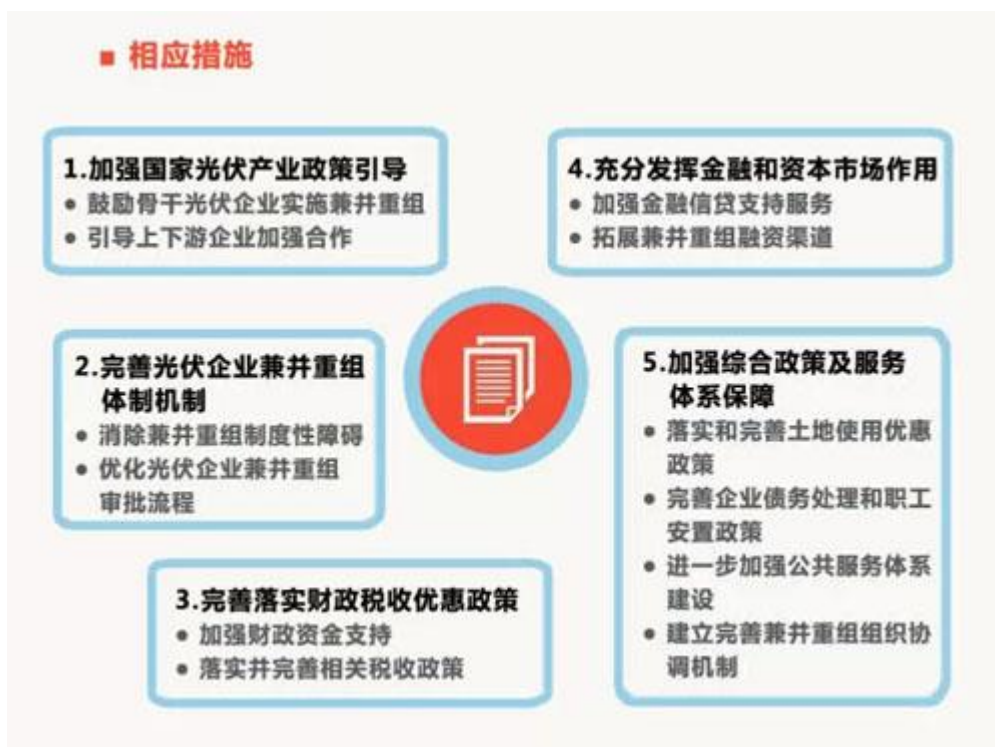 相应措施
1.加强国家光伏产业政策引导
• 鼓励骨干光伏企业实施兼并重组
• 引导上下游企业加强合作
2.完善光伏企业兼并重组
体制机制
• 消除兼并重组制度性障碍
• 优化光伏企业兼并重组
审批流程
3.完善落实财政税收优惠政策
• 加强财政资金支持
• 落实并完善相关税收政策
4.充分发挥金融和资本市场作用
• 加强金融信贷支持服务
• 拓展兼并重组融资渠道
5.加强综合政策及服务
体系保障
• 落实和完善土地使用优惠
政策
• 完善企业债务处理和职工
安置政策
• 进一步加强公共服务体系
建设
• 建立完善兼并重组组织协
调机制